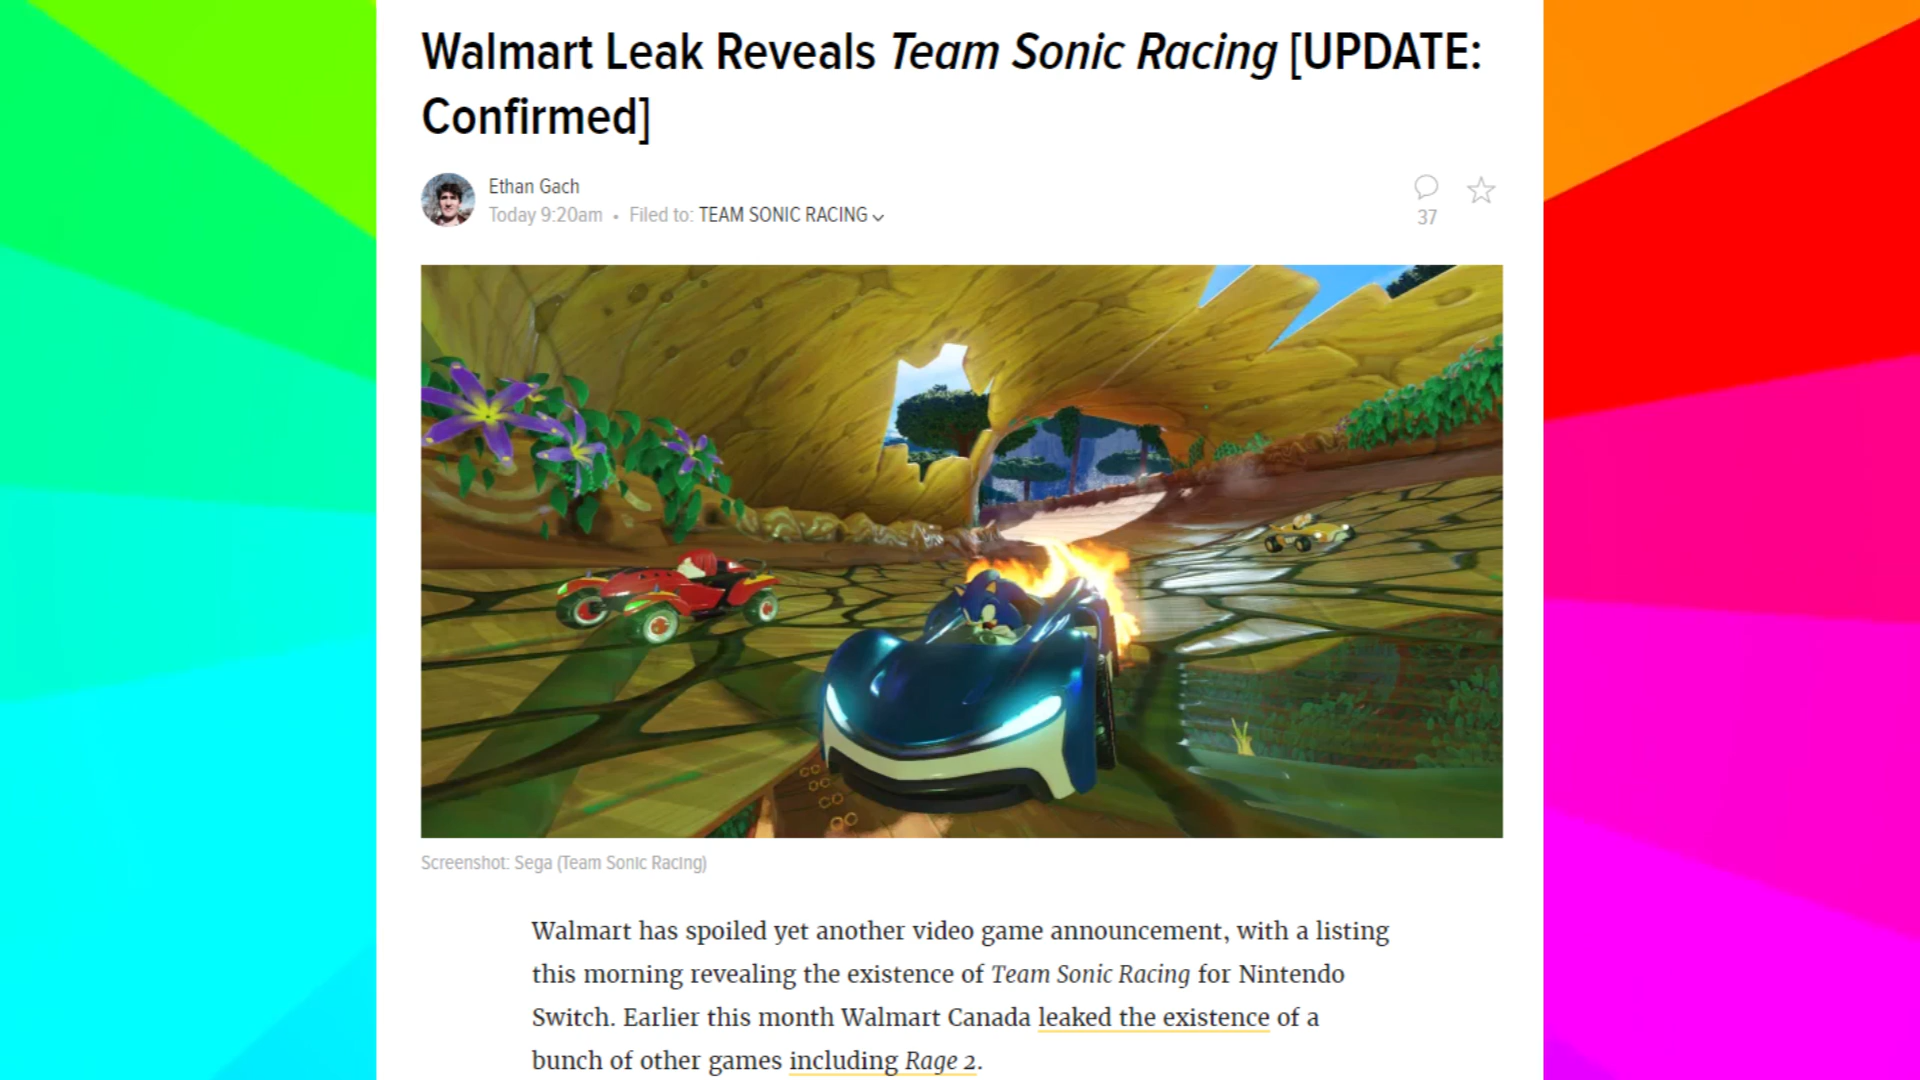 Walmart Leak Reveals Team Sonic Racing [UPDATE:
Confirmed]
Ethan Gach
Today 9:20am • Filed to: TEAM SONIC RACING
37
Screenshot: Sega (Team Sonic Racing)
Walmart has spoiled yet another video game announcement, with a listing
this morning revealing the existence of Team Sonic Racing for Nintendo
Switch. Earlier this month Walmart Canada leaked the existence of a
bunch of other games including Rage 2.